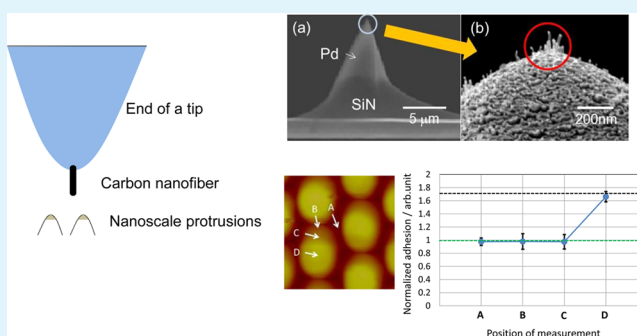 End of a tip
Carbon nanofiber
Nanoscale protrusions
(a)
Pd
SiN
5 μm
(b)
200nm
B
A
C
D
Normalized adhesion / arb.unit
2
1.8
1.6
1.4
1.2
1
0.8
0.6
0.4
0.2
0
A
B
C
D
Position of measurement